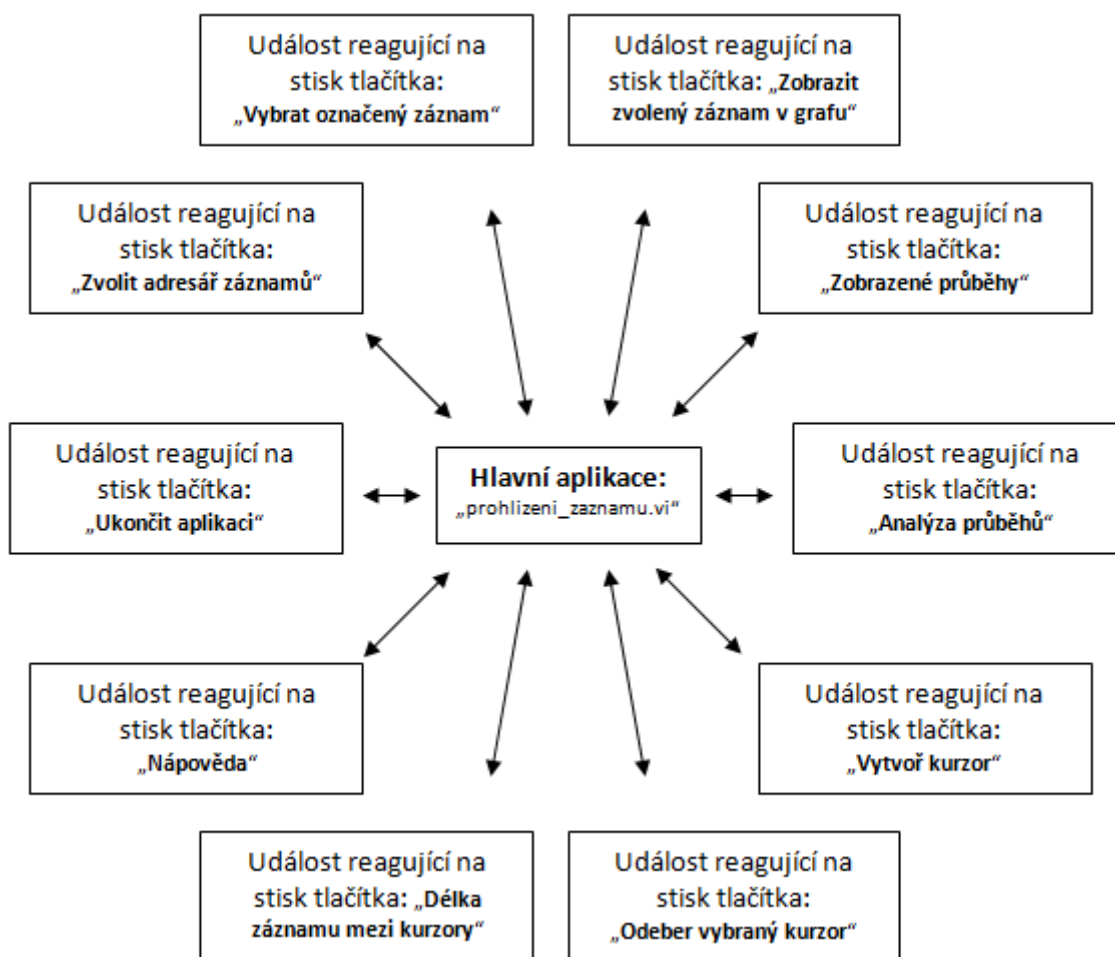 Událost reagující na
stisk tlačítka:
„Vybrat označený záznam“
Událost reagující na
stisk tlačítka: „Zobrazit
zvolený záznam v grafu“
Událost reagující na
stisk tlačítka:
„Zvolit adresář záznamů“
Událost reagující na
stisk tlačítka:
„Zobrazené průběhy“
Událost reagující na
stisk tlačítka:
„Ukončit aplikaci“
Hlavní aplikace:
„prohlizeni_zaznamu.vi“
Událost reagující na
stisk tlačítka:
„Analýza průběhů“
Událost reagující na
stisk tlačítka:
„Nápověda“
Událost reagující na
stisk tlačítka:
„Vytvoř kurzor“
Událost reagující na
stisk tlačítka: „Délka
záznamu mezi kurzory“
Událost reagující na
stisk tlačítka:
„Odeber vybraný kurzor“